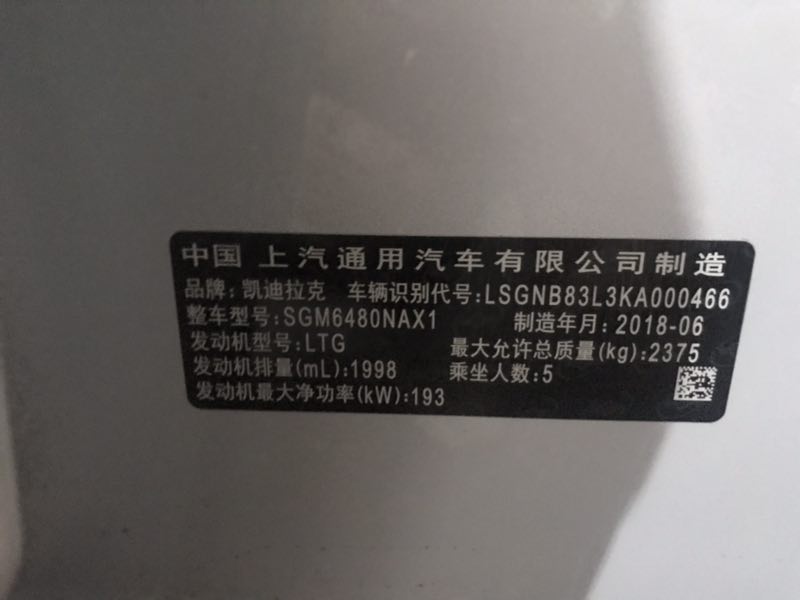 中国 上汽通用汽车有限公司制造
品牌: 凯迪拉克 车辆识别代号:LSGNB83L3KA000466
整车型号:SGM6480NAX1 制造年月: 2018-06
发动机型号:LTG 最大允许总质量(kg):2375
发动机排量(mL):1998 乘坐人数:5
发动机最大净功率(kW):193